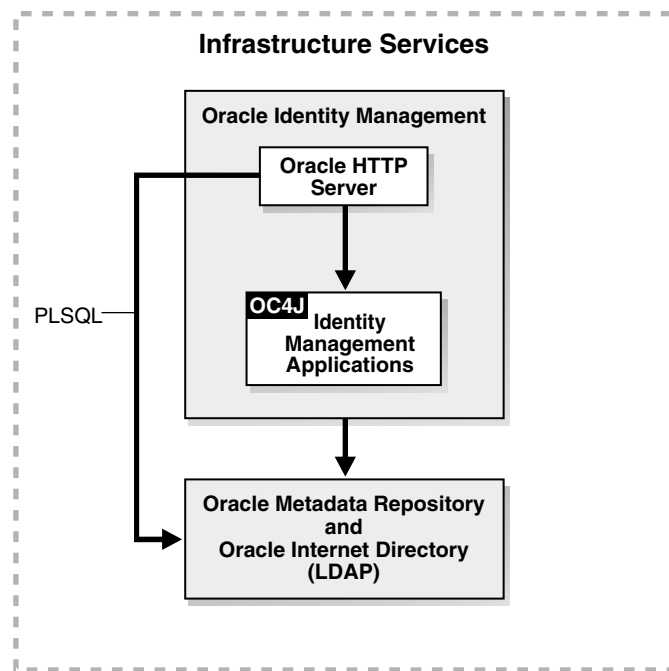 Infrastructure Services
Oracle Identity Management
Oracle HTTP
Server
OC4J
Identity
Management
Applications
PLSQL
Oracle Metadata Repository
and
Oracle Internet Directory
(LDAP)